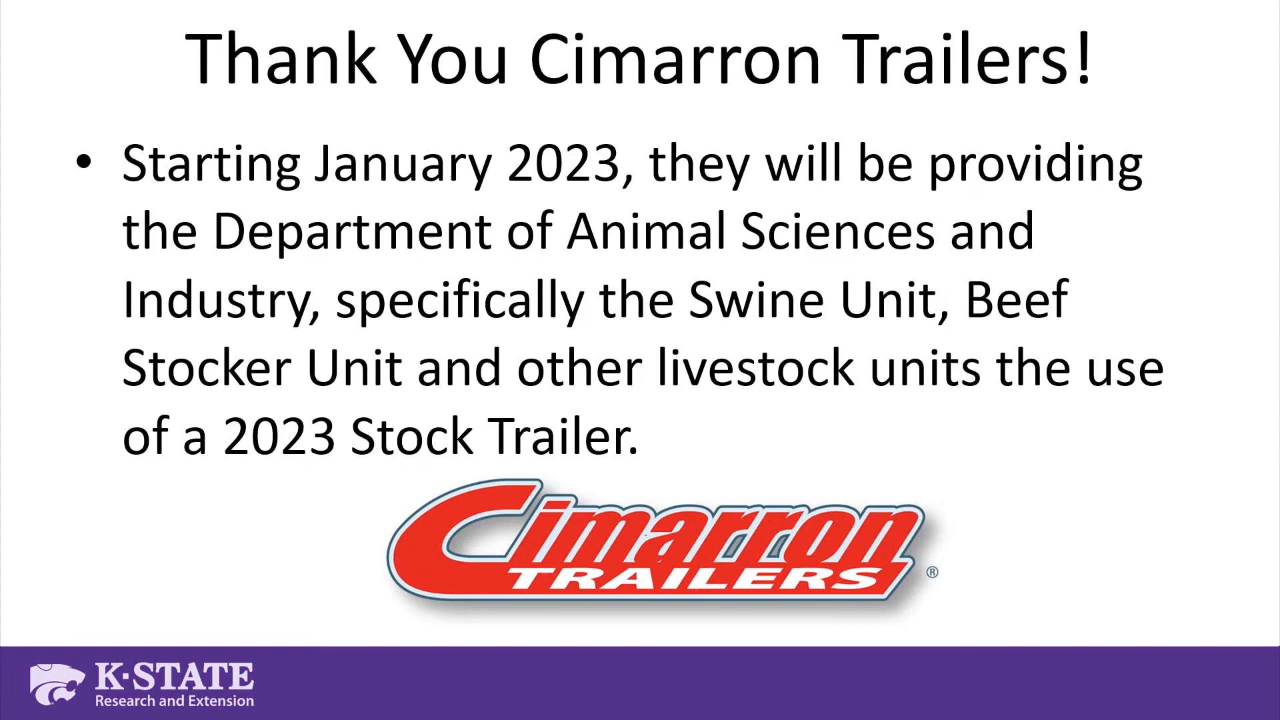 Thank You Cimarron Trailers!
• Starting January 2023, they will be providing
the Department of Animal Sciences and
Industry, specifically the Swine Unit, Beef
Stocker Unit and other livestock units the use
of a 2023 Stock Trailer.
Cimarron
TRAILERS ®
K·STATE
Research and Extension